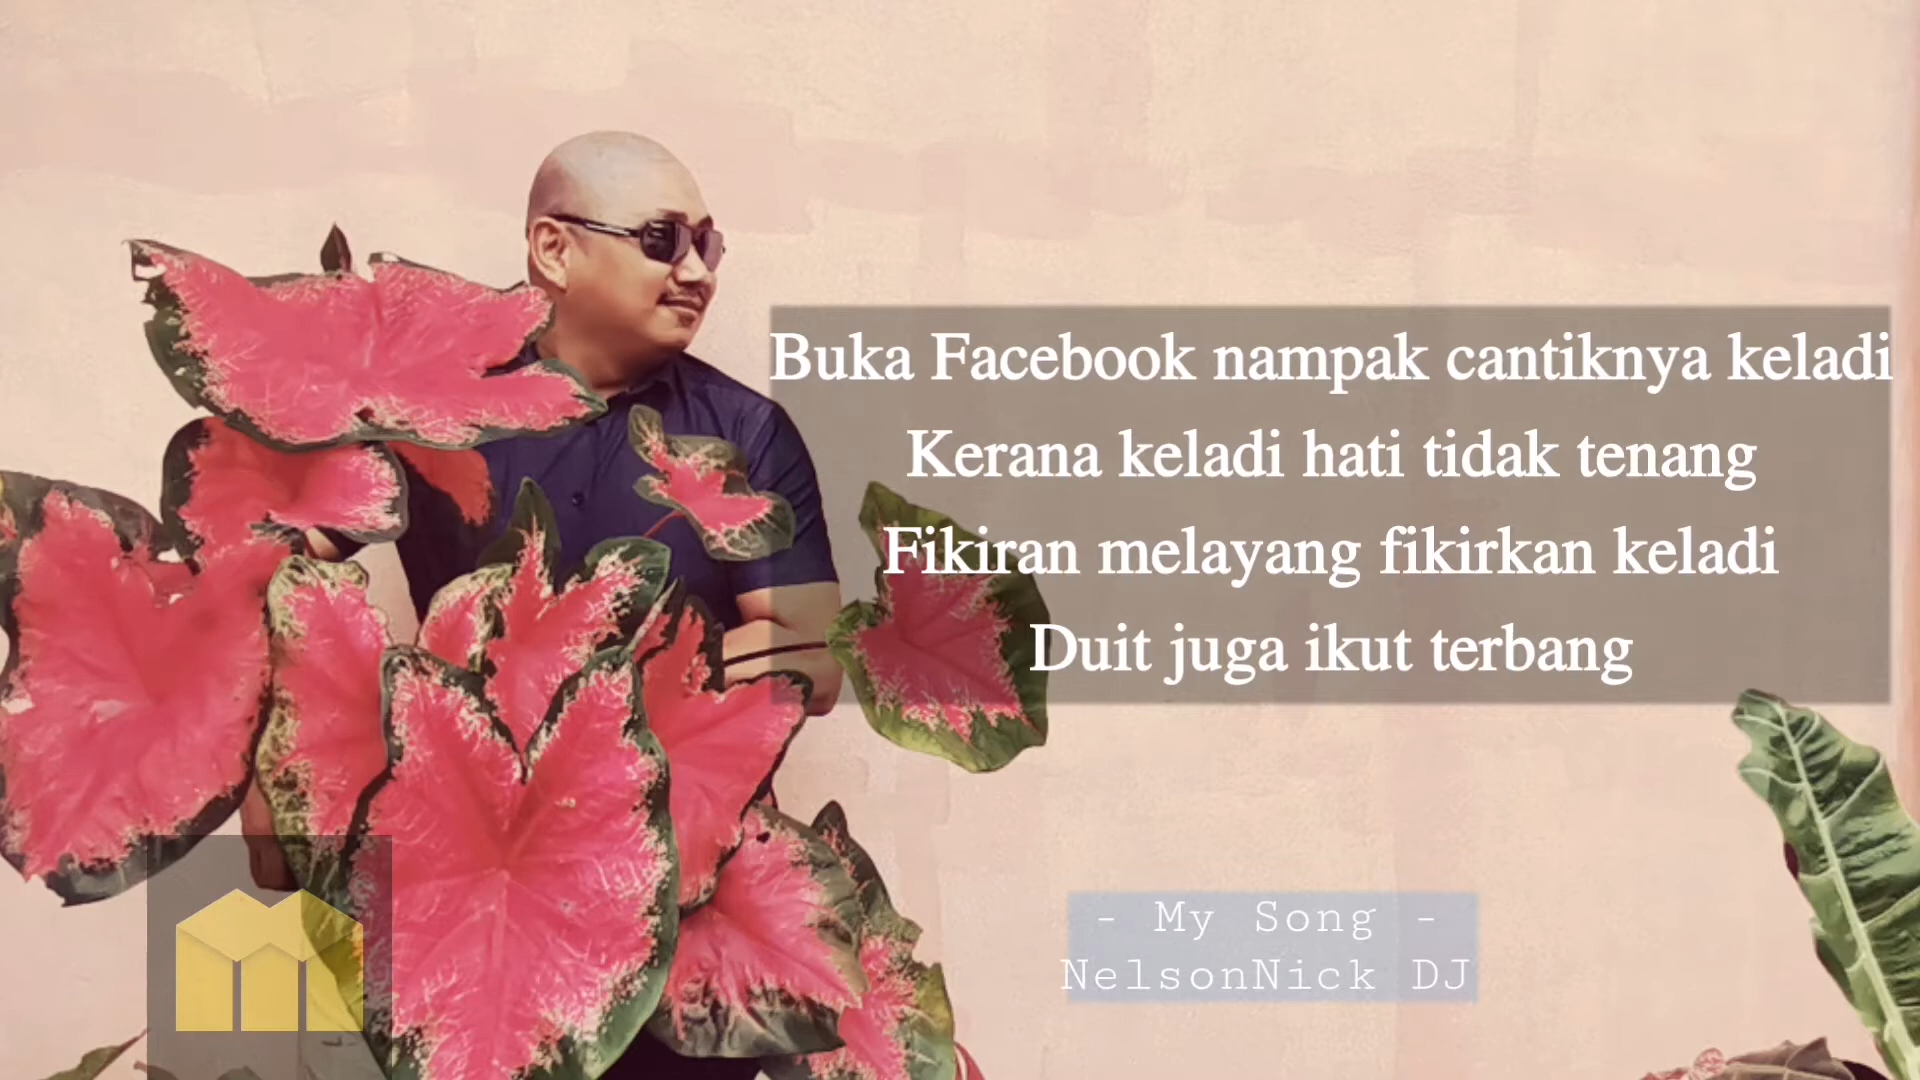 Buka Facebook nampak cantiknya keladi
Kerana keladi hati tidak tenang
Fikiran melayang fikirkan keladi
Duit juga ikut terbang
- My Song -
NelsonNick DJ